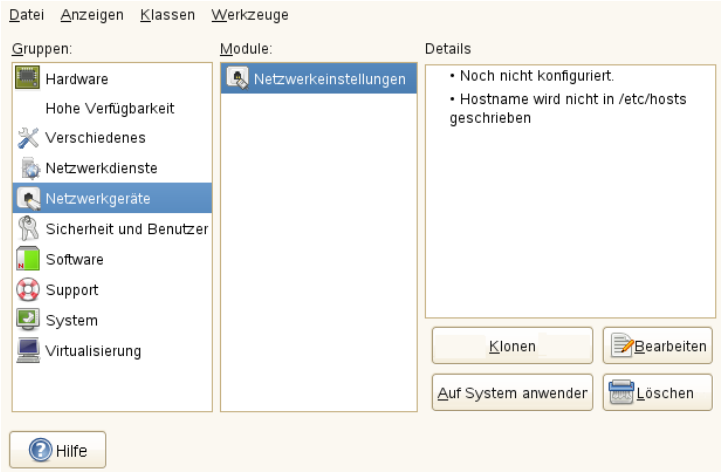 Datei Anzeigen Klassen Werkzeuge
Gruppen:
Hardware
Hohe Verfügbarkeit
Verschiedenes
Netzwerkdienste
Netzwerkgeräte
Sicherheit und Benutzer
Software
Support
System
Virtualisierung
Module:
Netzwerkeinstellungen
Details
• Noch nicht konfiguriert.
• Hostname wird nicht in /etc/hosts
geschrieben
Klonen
Bearbeiten
Auf System anwender
Löschen
Hilfe